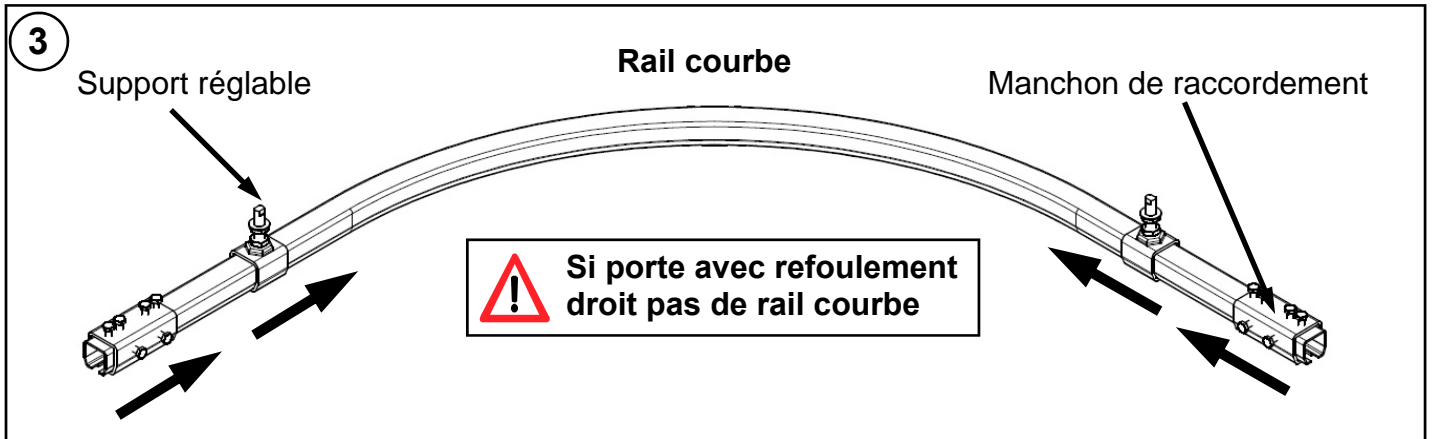 3
Rail courbe
Support réglable
Manchon de raccordement
Si porte avec refoulement
droit pas de rail courbe